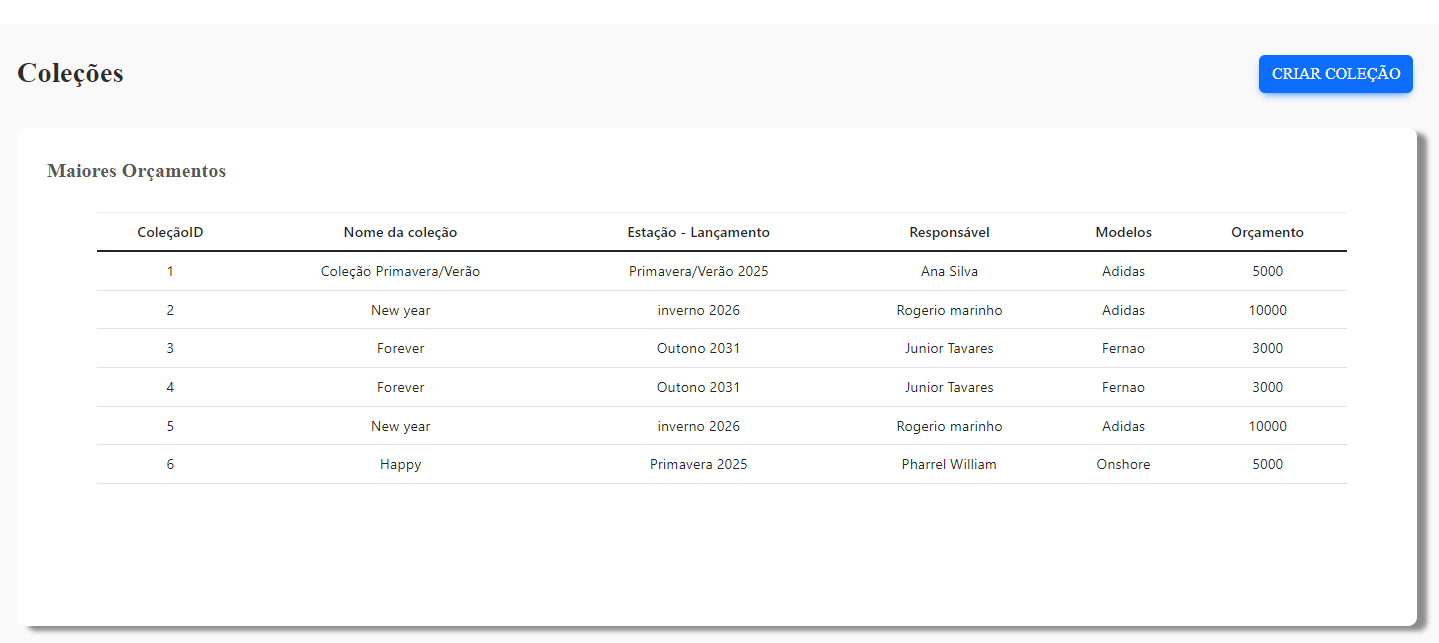 Coleções
CRIAR COLEÇÃO
Maiores Orçamentos
ColeçãoID Nome da coleção Estação - Lançamento Responsável Modelos Orçamento
1 Coleção Primavera/Verão Primavera/Verão 2025 Ana Silva Adidas 5000
2 New year inverno 2026 Rogerio marinho Adidas 10000
3 Forever Outono 2031 Junior Tavares Fernao 3000
4 Forever Outono 2031 Junior Tavares Fernao 3000
5 New year inverno 2026 Rogerio marinho Adidas 10000
6 Happy Primavera 2025 Pharrel William Onshore 5000